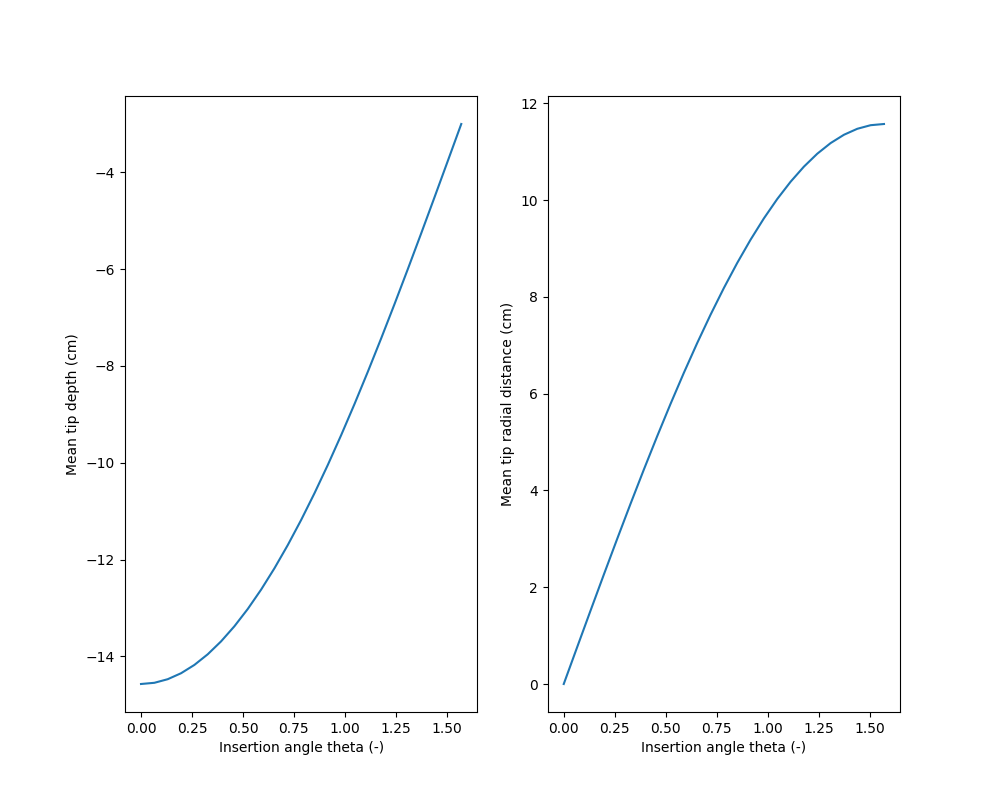 Mean tip depth (cm)
−4
−6
−8
−10
−12
−14
0.00 0.25 0.50 0.75 1.00 1.25 1.50
Insertion angle theta (-)
Mean tip radial distance (cm)
12
10
8
6
4
2
0
0.00 0.25 0.50 0.75 1.00 1.25 1.50
Insertion angle theta (-)